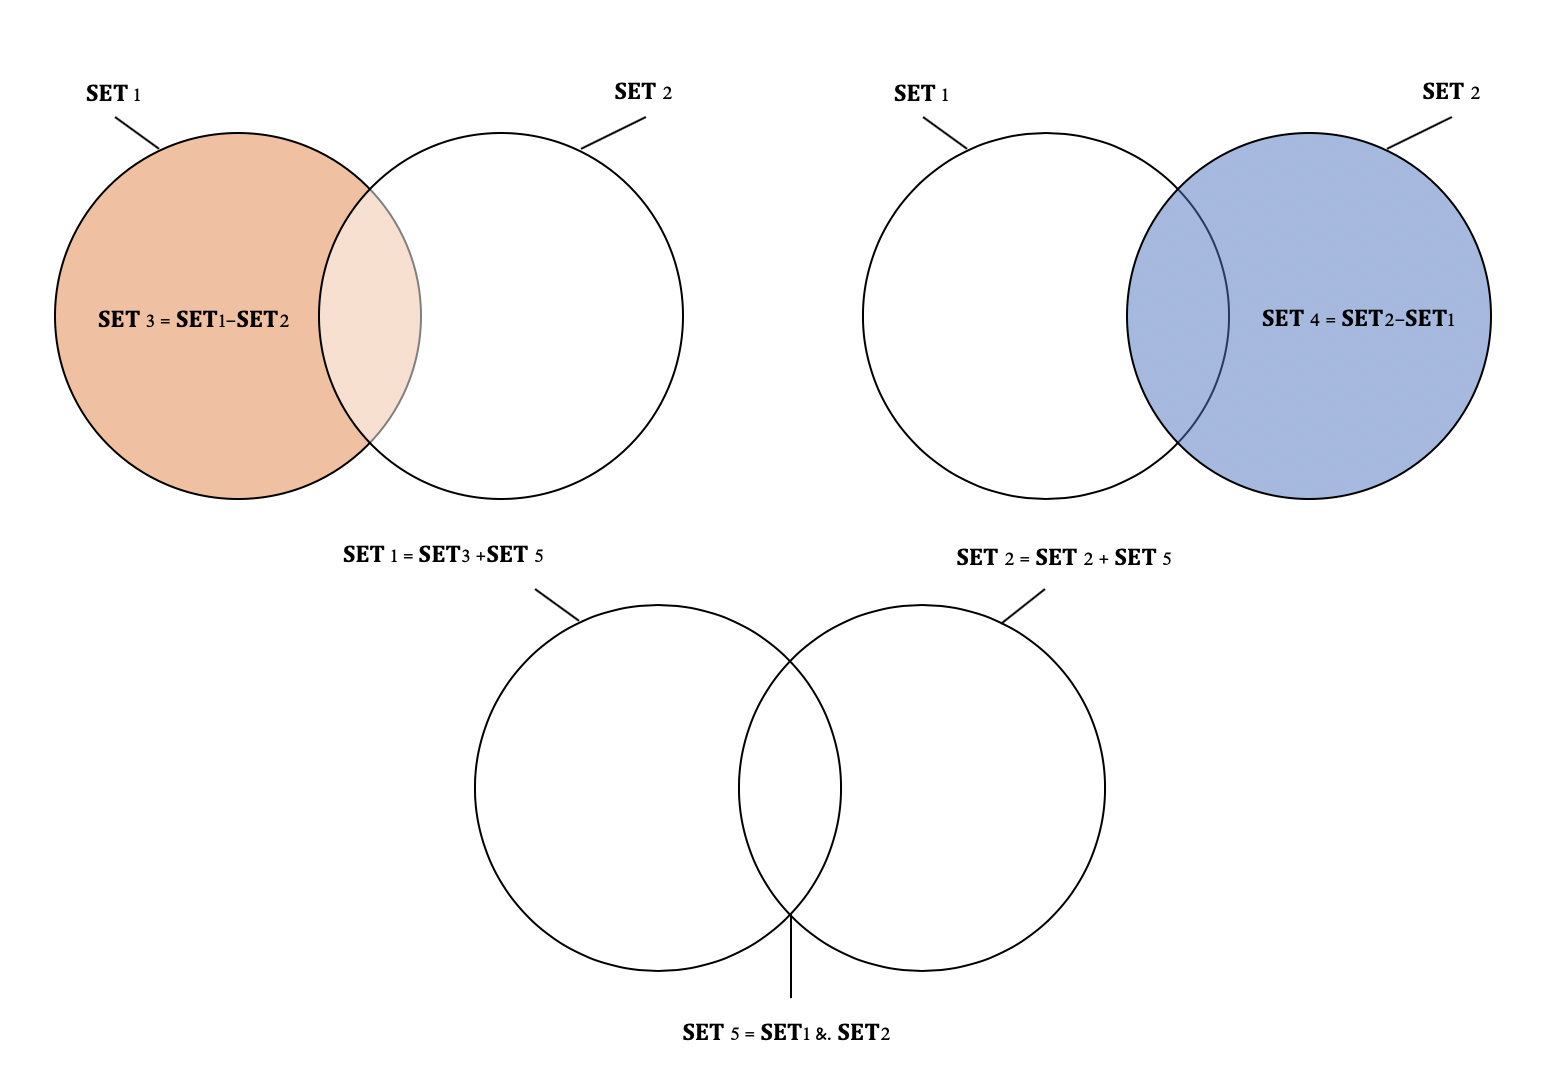 SET 1
SET 2
SET 1
SET 2
SET 3 = SET1–SET2
SET 4 = SET2–SET1
SET 1 = SET3 +SET 5
SET 2 = SET 2 + SET 5
SET 5 = SET1 &. SET2